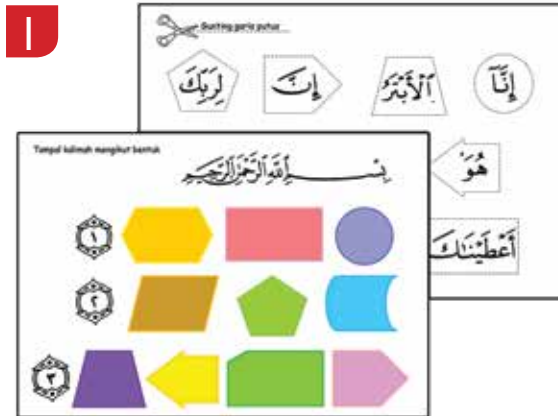 I
Gunting garis putus
إِنَّآ ٱلْأَبْتَرُ إِنَّ لِرَبِّكَ
هُوَ
أَعْطَيْنَـٰكَ
Tampal kalimah mengikut bentuk
بِسْمِ ٱللَّهِ ٱلرَّحْمَـٰنِ ٱلرَّحِيمِ
١
٢
٣